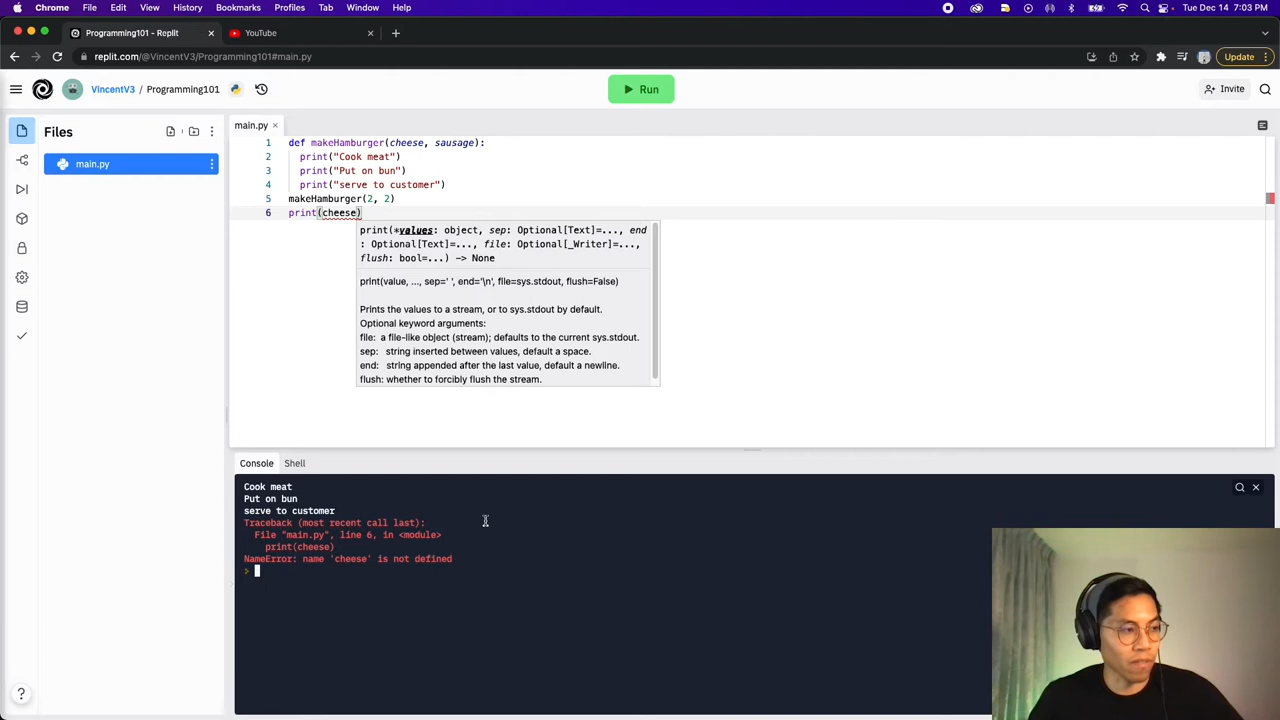 Chrome File Edit View History Bookmarks Profiles Tab Window Help Tue Dec 14 7:03 PM
Programming101 - Replit × YouTube × +
replit.com/@VincentV3/Programming101#main.py Update
VincentV3 / Programming101 Run Invite
Files
main.py
main.py ×
1 def makeHamburger(cheese, sausage):
2 print("Cook meat")
3 print("Put on bun")
4 print("serve to customer")
5 makeHamburger(2, 2)
6 print(cheese)
print(*values: object, sep: Optional[Text]=..., end
: Optional[Text]=..., file: Optional[_Writer]=...,
flush: bool=...) -> None
print(value, ..., sep=' ', end='\n', file=sys.stdout, flush=False)
Prints the values to a stream, or to sys.stdout by default.
Optional keyword arguments:
file: a file-like object (stream); defaults to the current sys.stdout.
sep: string inserted between values, default a space.
end: string appended after the last value, default a newline.
flush: whether to forcibly flush the stream.
Console Shell
Cook meat
Put on bun
serve to customer
Traceback (most recent call last):
File "main.py", line 6, in <module>
print(cheese)
NameError: name 'cheese' is not defined
>
?